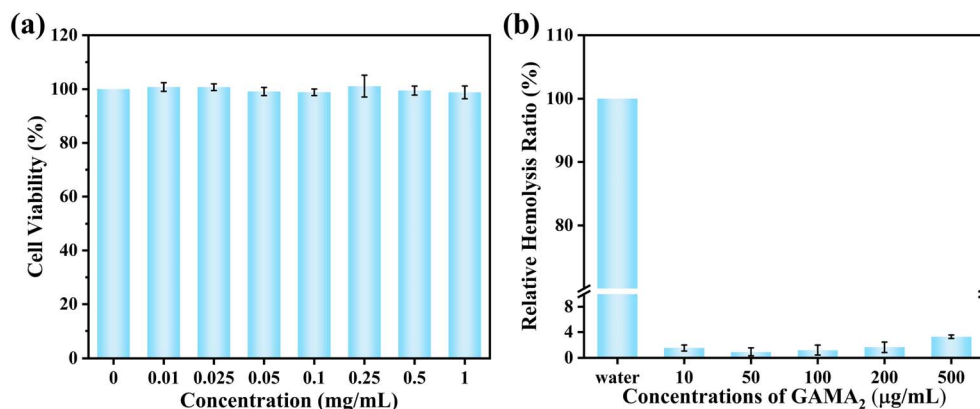 (a)
120
100
80
60
40
20
0
Cell Viability (%)
0 0.01 0.025 0.05 0.1 0.25 0.5 1
Concentration (mg/mL)
(b)
110
100
90
80
8
4
0
Relative Hemolysis Ratio (%)
water 10 50 100 200 500
Concentrations of GAMA₂ (μg/mL)